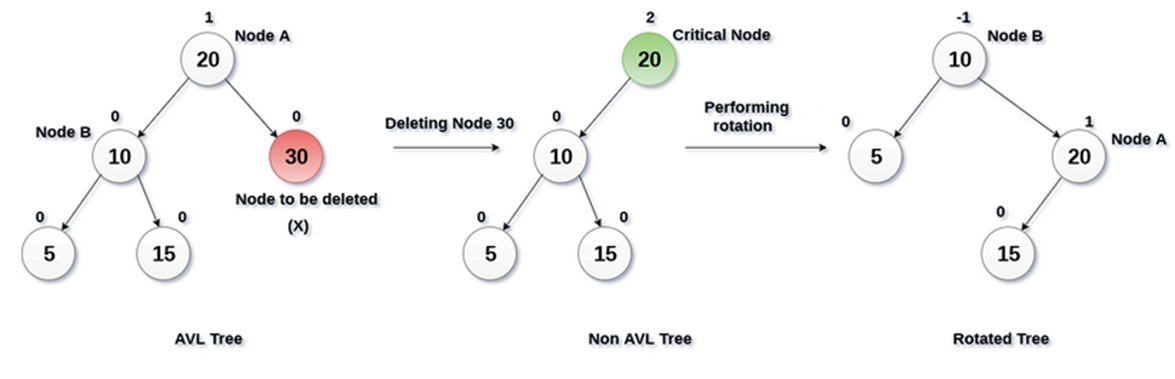 1
Node A
20
0
0
Node B
10
30
Node to be deleted
(X)
0
0
5
15
AVL Tree
Deleting Node 30
2
Critical Node
20
0
10
0
0
5
15
Non AVL Tree
Performing
rotation
-1
Node B
10
0
1
Node A
5
20
0
15
Rotated Tree